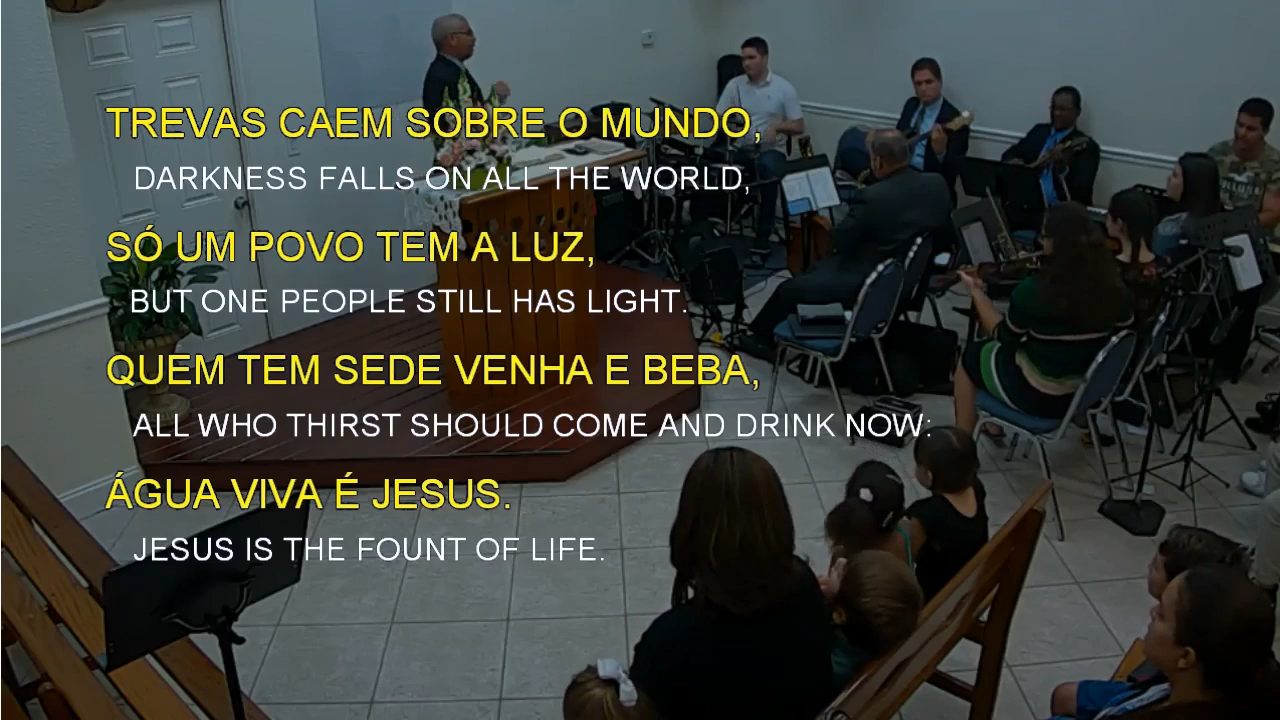 TREVAS CAEM SOBRE O MUNDO,
DARKNESS FALLS ON ALL THE WORLD,
SÓ UM POVO TEM A LUZ,
BUT ONE PEOPLE STILL HAS LIGHT.
QUEM TEM SEDE VENHA E BEBA,
ALL WHO THIRST SHOULD COME AND DRINK NOW:
ÁGUA VIVA É JESUS.
JESUS IS THE FOUNT OF LIFE.